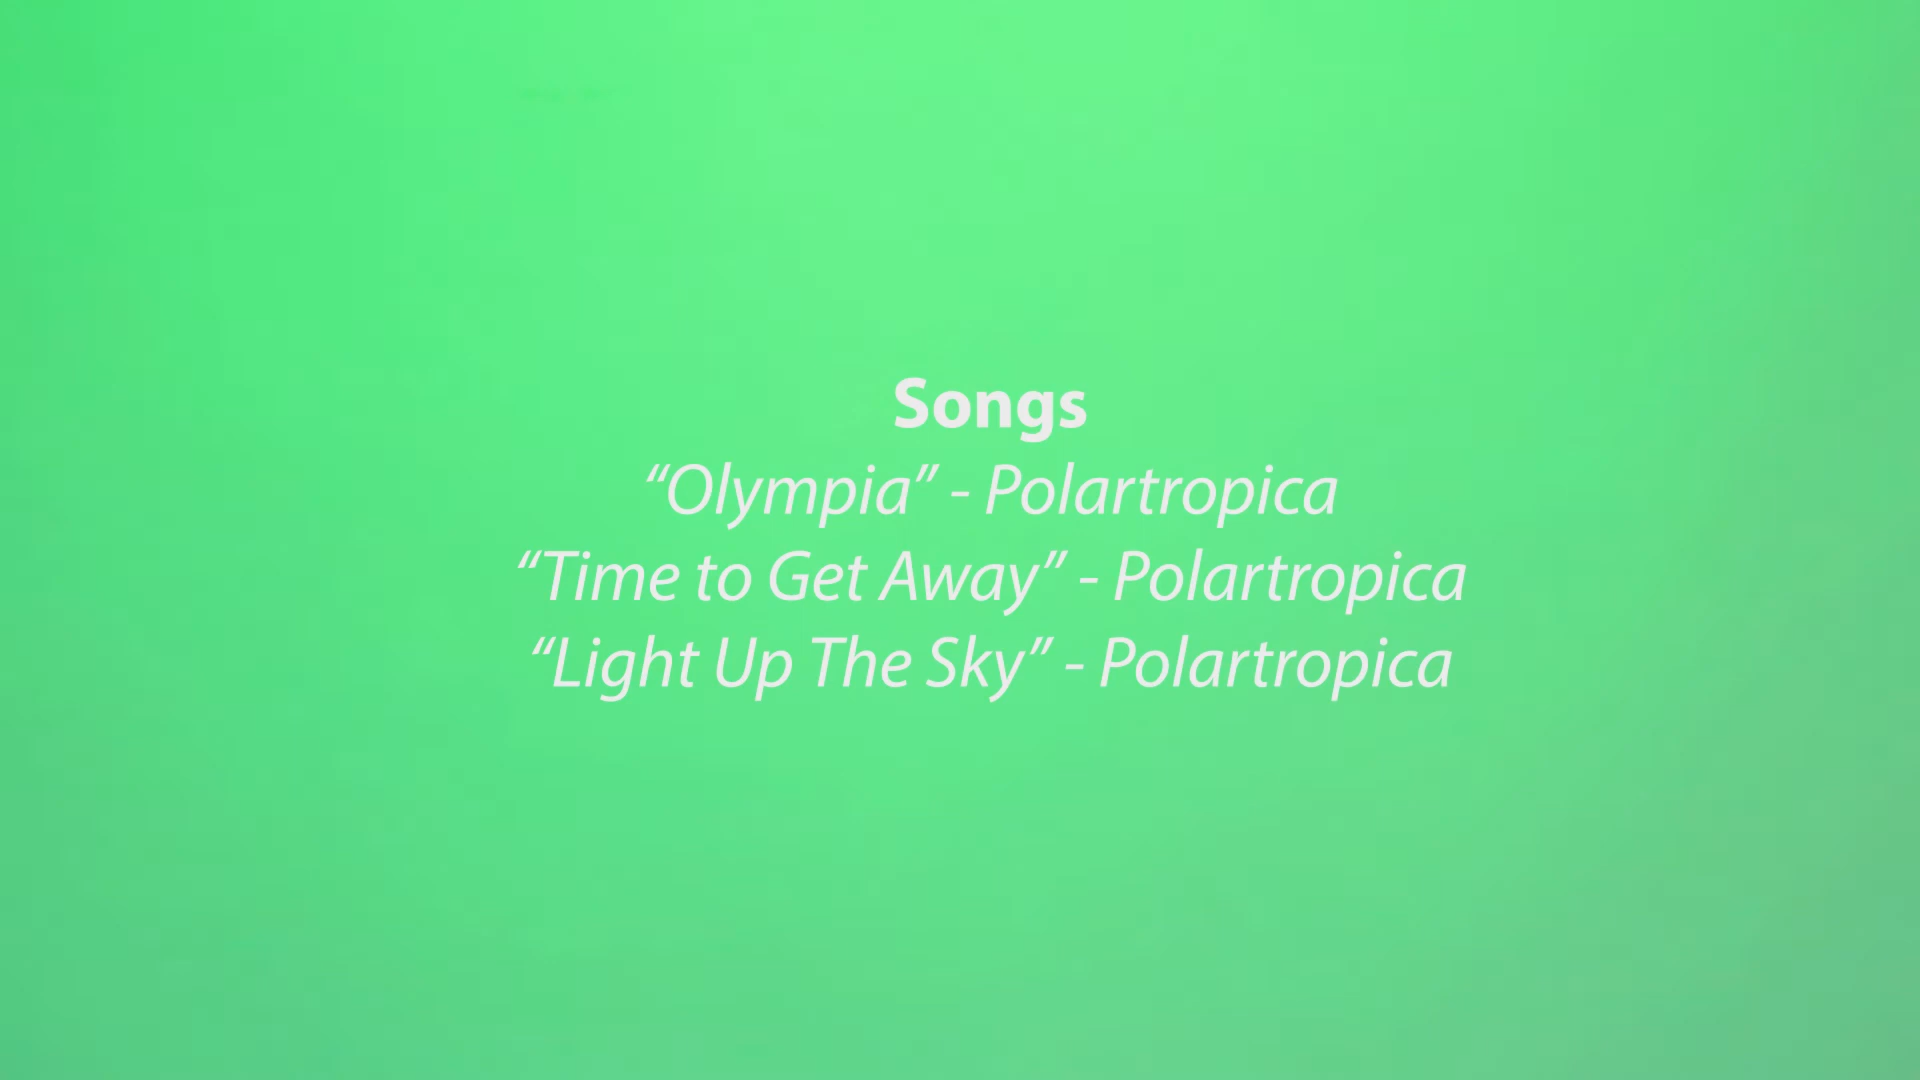 Songs
“Olympia” - Polartropica
“Time to Get Away” - Polartropica
“Light Up The Sky” - Polartropica